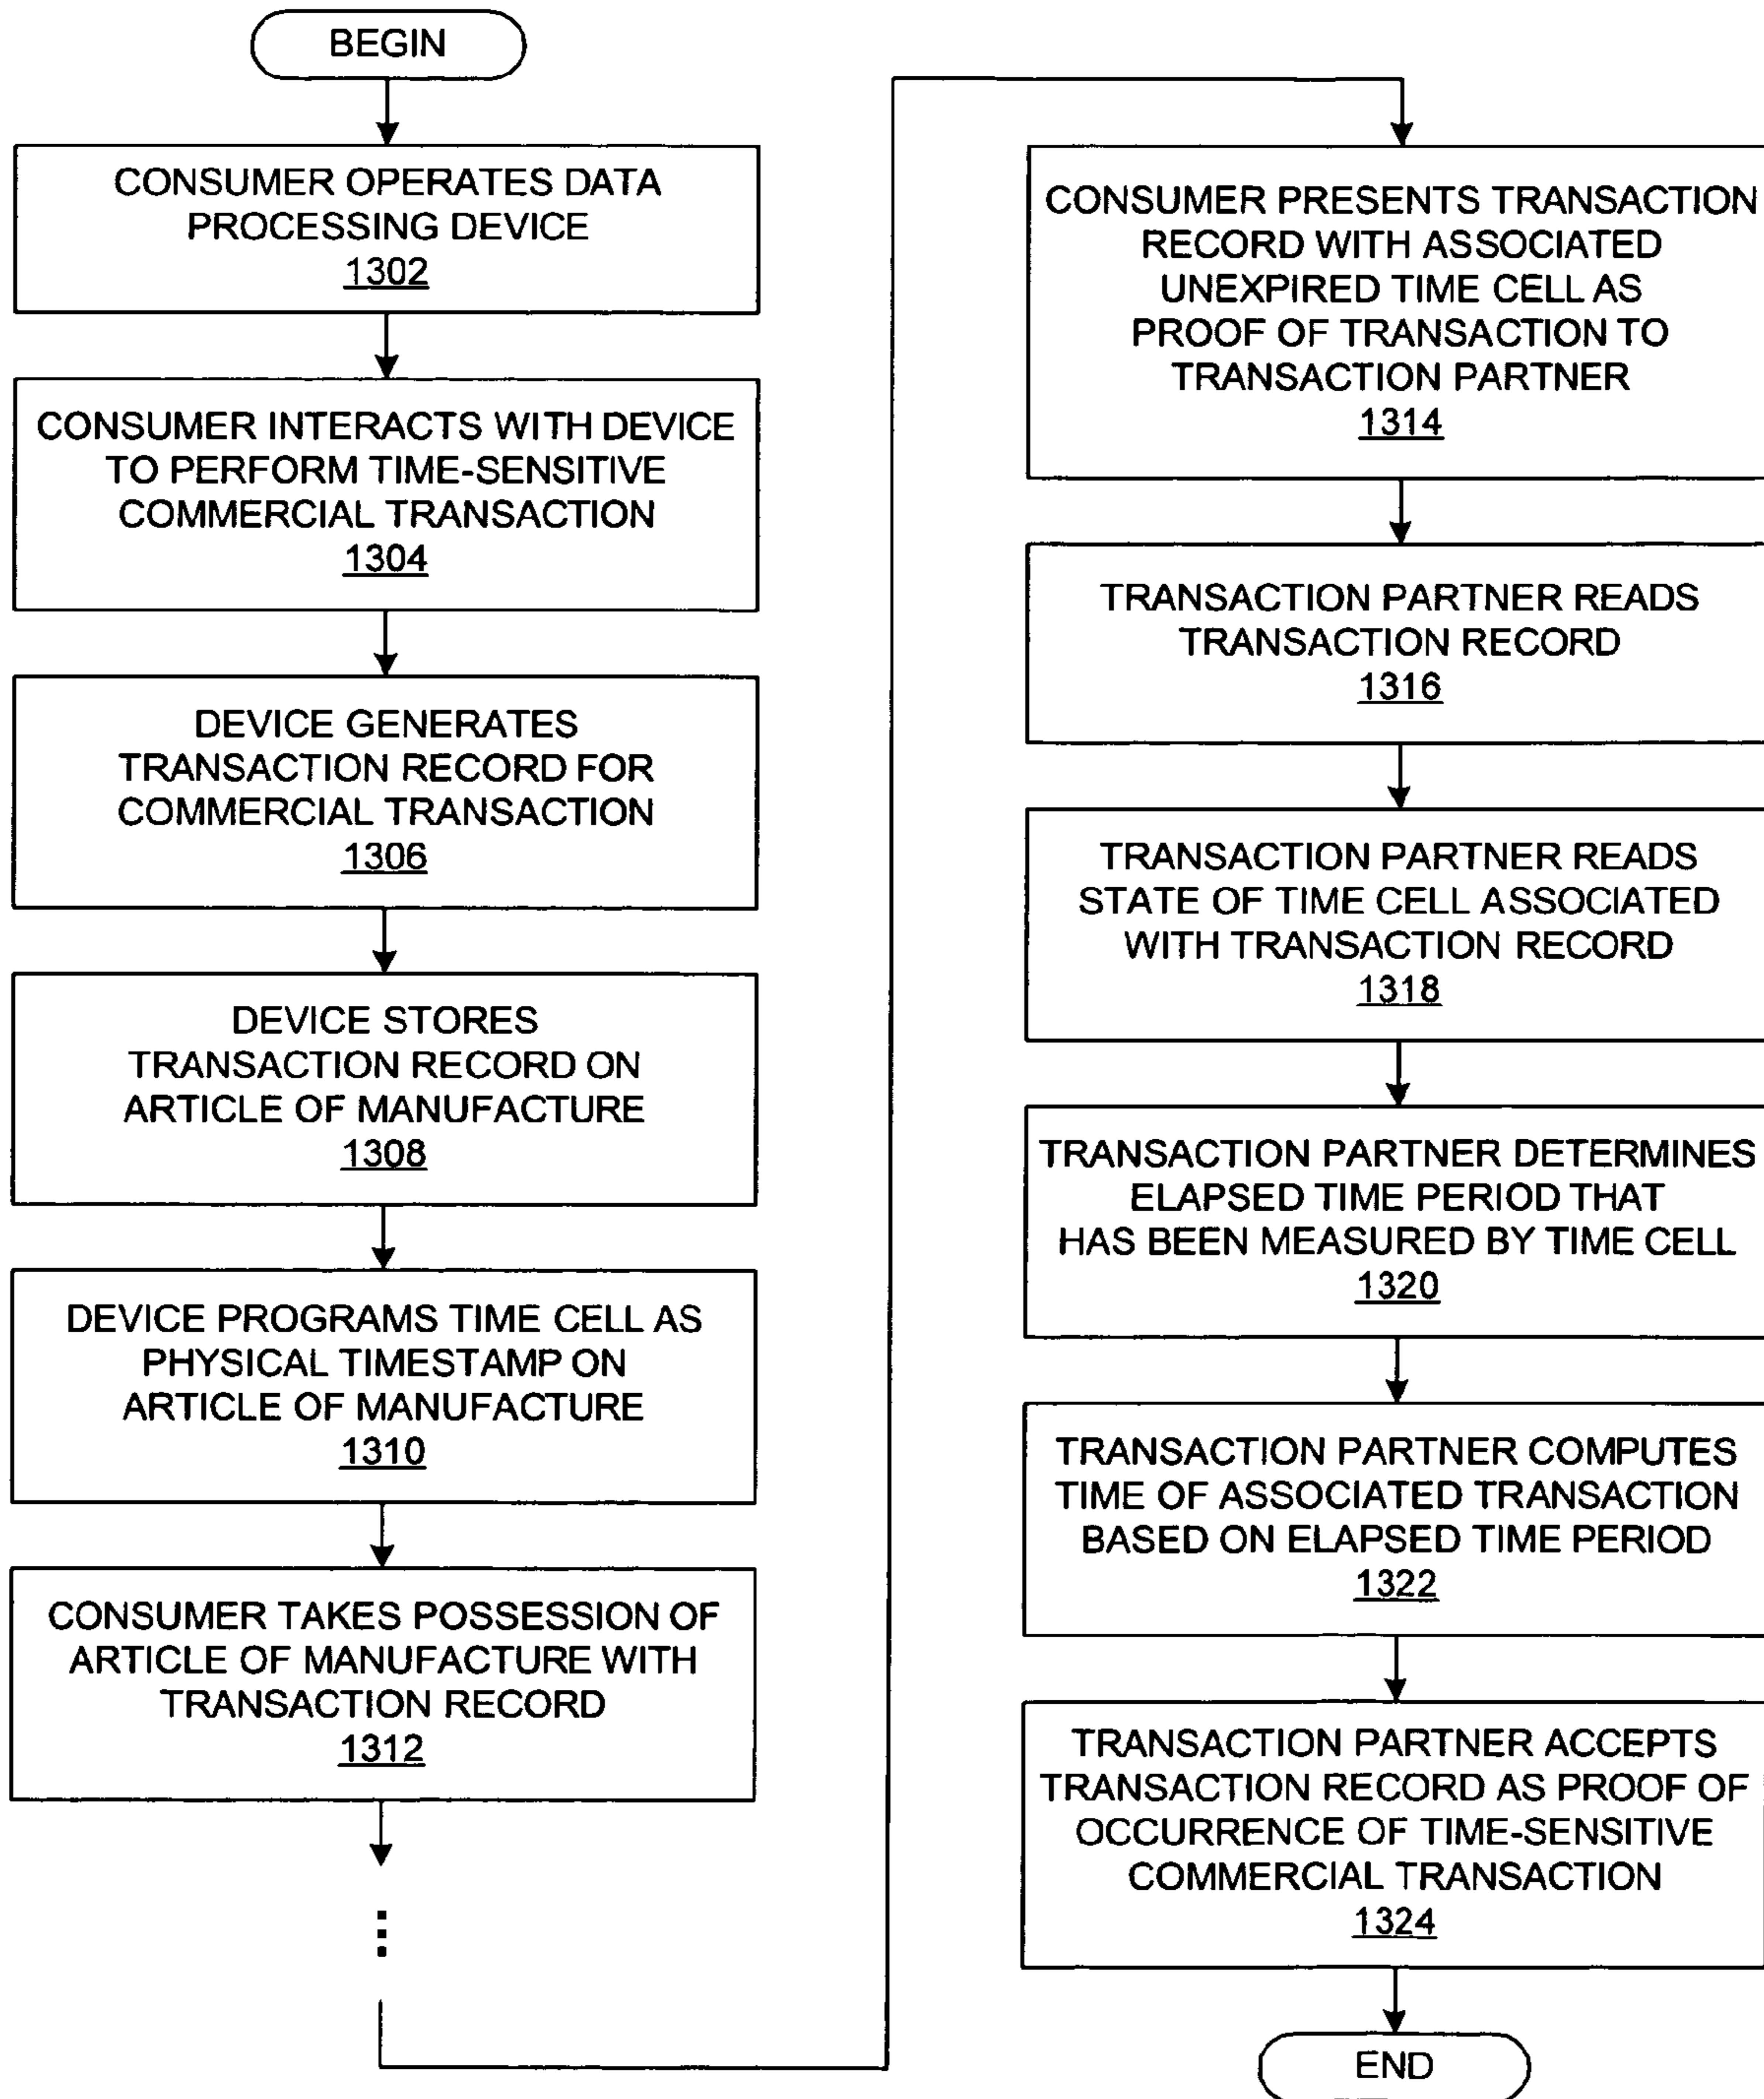 BEGIN
CONSUMER OPERATES DATA
PROCESSING DEVICE
1302
CONSUMER INTERACTS WITH DEVICE
TO PERFORM TIME-SENSITIVE
COMMERCIAL TRANSACTION
1304
DEVICE GENERATES
TRANSACTION RECORD FOR
COMMERCIAL TRANSACTION
1306
DEVICE STORES
TRANSACTION RECORD ON
ARTICLE OF MANUFACTURE
1308
DEVICE PROGRAMS TIME CELL AS
PHYSICAL TIMESTAMP ON
ARTICLE OF MANUFACTURE
1310
CONSUMER TAKES POSSESSION OF
ARTICLE OF MANUFACTURE WITH
TRANSACTION RECORD
1312
CONSUMER PRESENTS TRANSACTION
RECORD WITH ASSOCIATED
UNEXPIRED TIME CELL AS
PROOF OF TRANSACTION TO
TRANSACTION PARTNER
1314
TRANSACTION PARTNER READS
TRANSACTION RECORD
1316
TRANSACTION PARTNER READS
STATE OF TIME CELL ASSOCIATED
WITH TRANSACTION RECORD
1318
TRANSACTION PARTNER DETERMINES
ELAPSED TIME PERIOD THAT
HAS BEEN MEASURED BY TIME CELL
1320
TRANSACTION PARTNER COMPUTES
TIME OF ASSOCIATED TRANSACTION
BASED ON ELAPSED TIME PERIOD
1322
TRANSACTION PARTNER ACCEPTS
TRANSACTION RECORD AS PROOF OF
OCCURRENCE OF TIME-SENSITIVE
COMMERCIAL TRANSACTION
1324
END